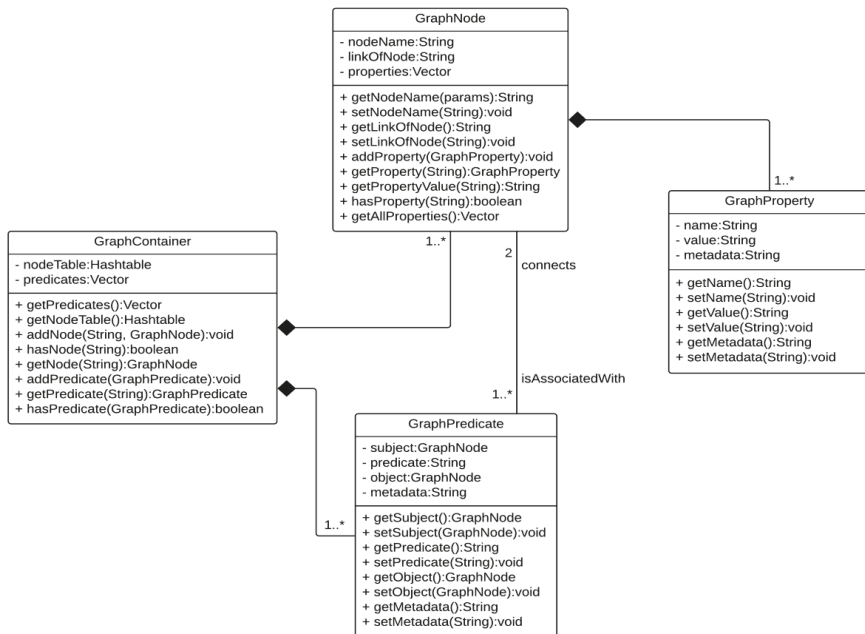 GraphNode
- nodeName:String
- linkOfNode:String
- properties:Vector
+ getNodeName(params):String
+ setNodeName(String):void
+ getLinkOfNode():String
+ setLinkOfNode(String):void
+ addProperty(GraphProperty):void
+ getProperty(String):GraphProperty
+ getPropertyValue(String):String
+ hasProperty(String):boolean
+ getAllProperties():Vector
1..*
GraphProperty
- name:String
- value:String
- metadata:String
+ getName():String
+ setName(String):void
+ getValue():String
+ setValue(String):void
+ getMetadata():String
+ setMetadata(String):void
GraphContainer
- nodeTable:Hashtable
- predicates:Vector
+ getPredicates():Vector
+ getNodeTable():Hashtable
+ addNode(String, GraphNode):void
+ hasNode(String):boolean
+ getNode(String):GraphNode
+ addPredicate(GraphPredicate):void
+ getPredicate(String):GraphPredicate
+ hasPredicate(GraphPredicate):boolean
1..*
2
connects
isAssociatedWith
1..*
1..*
GraphPredicate
- subject:GraphNode
- predicate:String
- object:GraphNode
- metadata:String
+ getSubject():GraphNode
+ setSubject(GraphNode):void
+ getPredicate():String
+ setPredicate(String):void
+ getObject():GraphNode
+ setObject(GraphNode):void
+ getMetadata():String
+ setMetadata(String):void